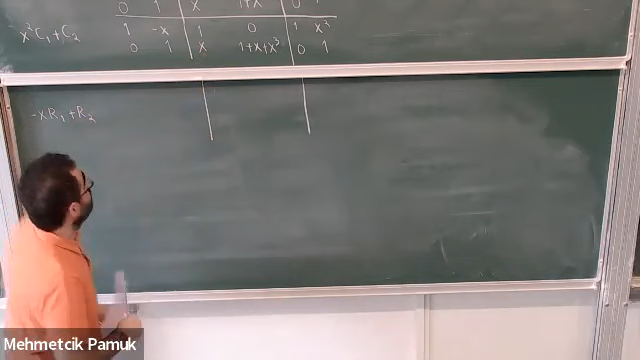 0 1 x 1+x 0
x²C₁+C₂ 1 -x 1 0 1 x²
0 1 x 1+x+x³ 0 1
-xR₁+R₂
Mehmetcik Pamuk